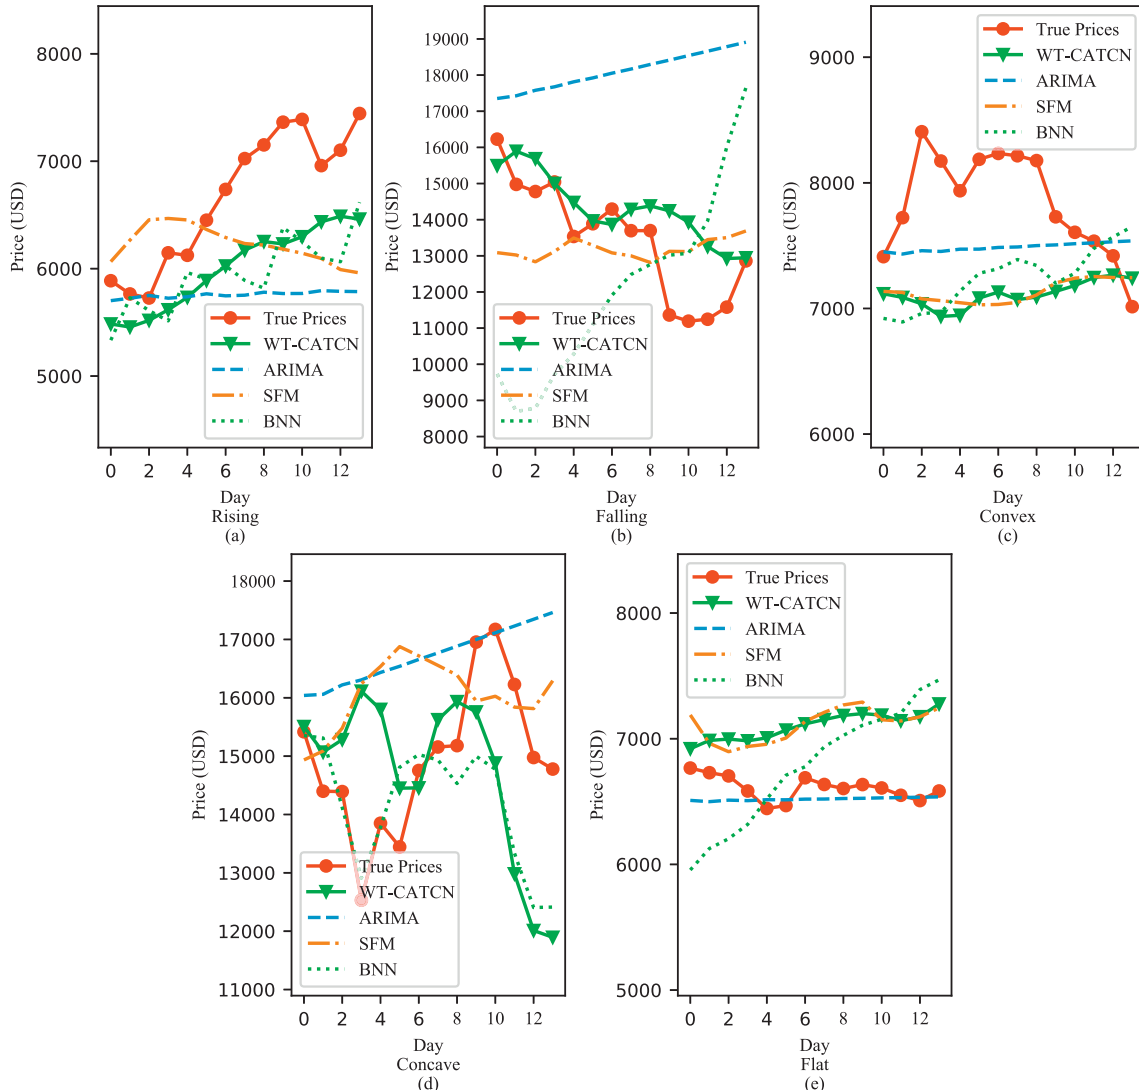 8000
7000
6000
5000
Price (USD)
True Prices
WT-CATCN
ARIMA
SFM
BNN
0 2 4 6 8 10 12
Day
Rising
(a)
19000
18000
17000
16000
15000
14000
13000
12000
11000
10000
9000
8000
Price (USD)
True Prices
WT-CATCN
ARIMA
SFM
BNN
0 2 4 6 8 10 12
Day
Falling
(b)
9000
8000
7000
6000
Price (USD)
True Prices
WT-CATCN
ARIMA
SFM
BNN
0 2 4 6 8 10 12
Day
Convex
(c)
18000
17000
16000
15000
14000
13000
12000
11000
Price (USD)
True Prices
WT-CATCN
ARIMA
SFM
BNN
0 2 4 6 8 10 12
Day
Concave
(d)
8000
7000
6000
5000
Price (USD)
True Prices
WT-CATCN
ARIMA
SFM
BNN
0 2 4 6 8 10 12
Day
Flat
(e)